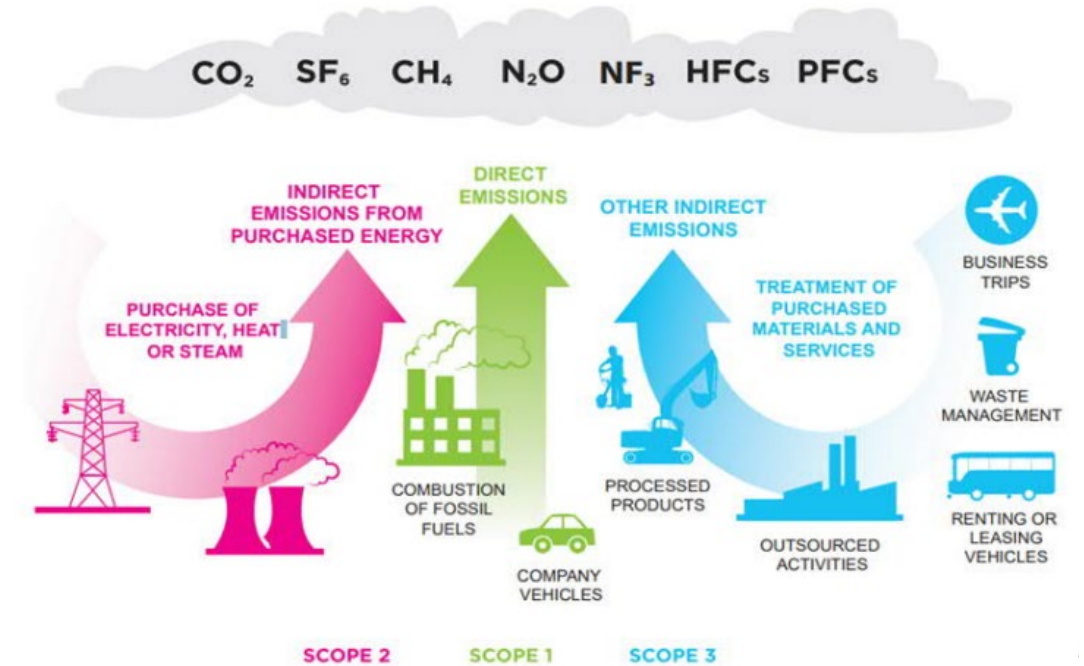 CO₂ SF₆ CH₄ N₂O NF₃ HFCs PFCs
INDIRECT
EMISSIONS FROM
PURCHASED ENERGY
DIRECT
EMISSIONS
OTHER INDIRECT
EMISSIONS
PURCHASE OF
ELECTRICITY, HEAT
OR STEAM
TREATMENT OF
PURCHASED
MATERIALS AND
SERVICES
BUSINESS
TRIPS
WASTE
MANAGEMENT
COMBUSTION
OF FOSSIL
FUELS
COMPANY
VEHICLES
PROCESSED
PRODUCTS
OUTSOURCED
ACTIVITIES
RENTING OR
LEASING
VEHICLES
SCOPE 2 SCOPE 1 SCOPE 3